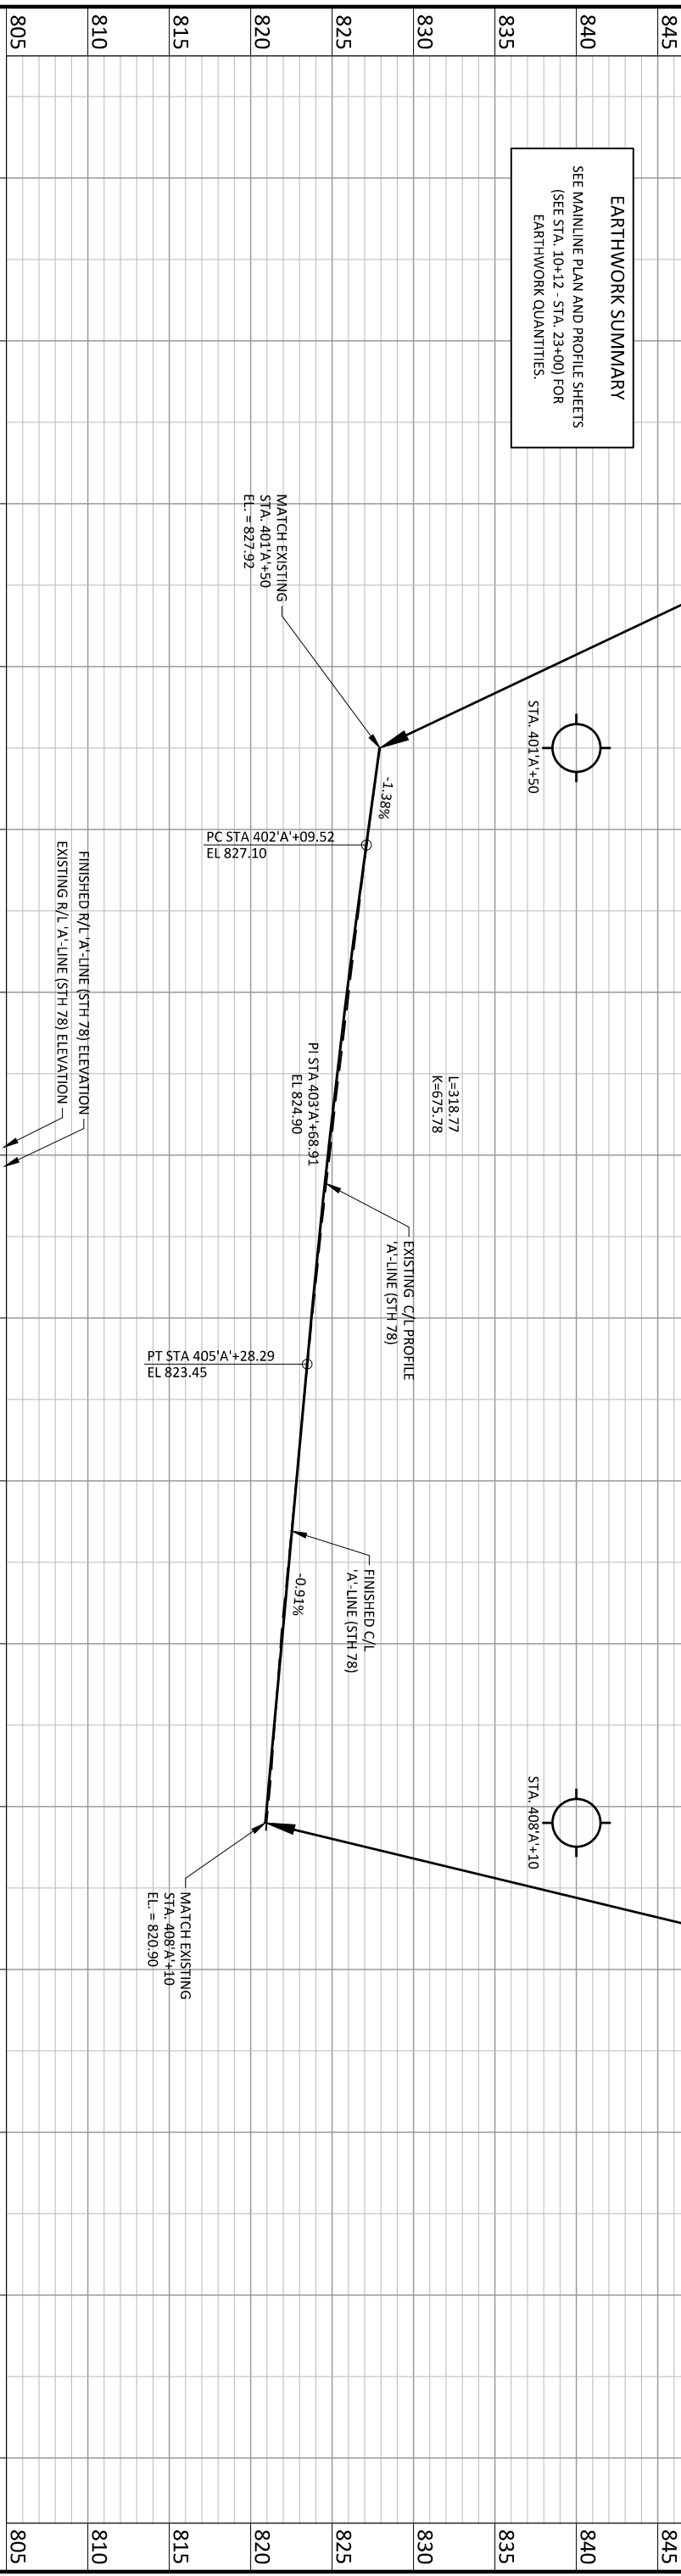 845
840
835
830
825
820
815
810
805
EARTHWORK SUMMARY
SEE MAINLINE PLAN AND PROFILE SHEETS
(SEE STA. 10+12 - STA. 23+00) FOR
EARTHWORK QUANTITIES.
MATCH EXISTING
STA. 401'A'+50
EL. = 827.92
STA. 401'A'+50
-1.38%
PC STA 402'A'+09.52
EL 827.10
FINISHED R/L 'A'-LINE (STH 78) ELEVATION
EXISTING R/L 'A'-LINE (STH 78) ELEVATION
L=318.77
K=675.78
PI STA 403'A'+68.91
EL 824.90
EXISTING C/L PROFILE
'A'-LINE (STH 78)
PT STA 405'A'+28.29
EL 823.45
FINISHED C/L
'A'-LINE (STH 78)
-0.91%
STA. 408'A'+10
MATCH EXISTING
STA. 408'A'+10
EL. = 820.90
845
840
835
830
825
820
815
810
805